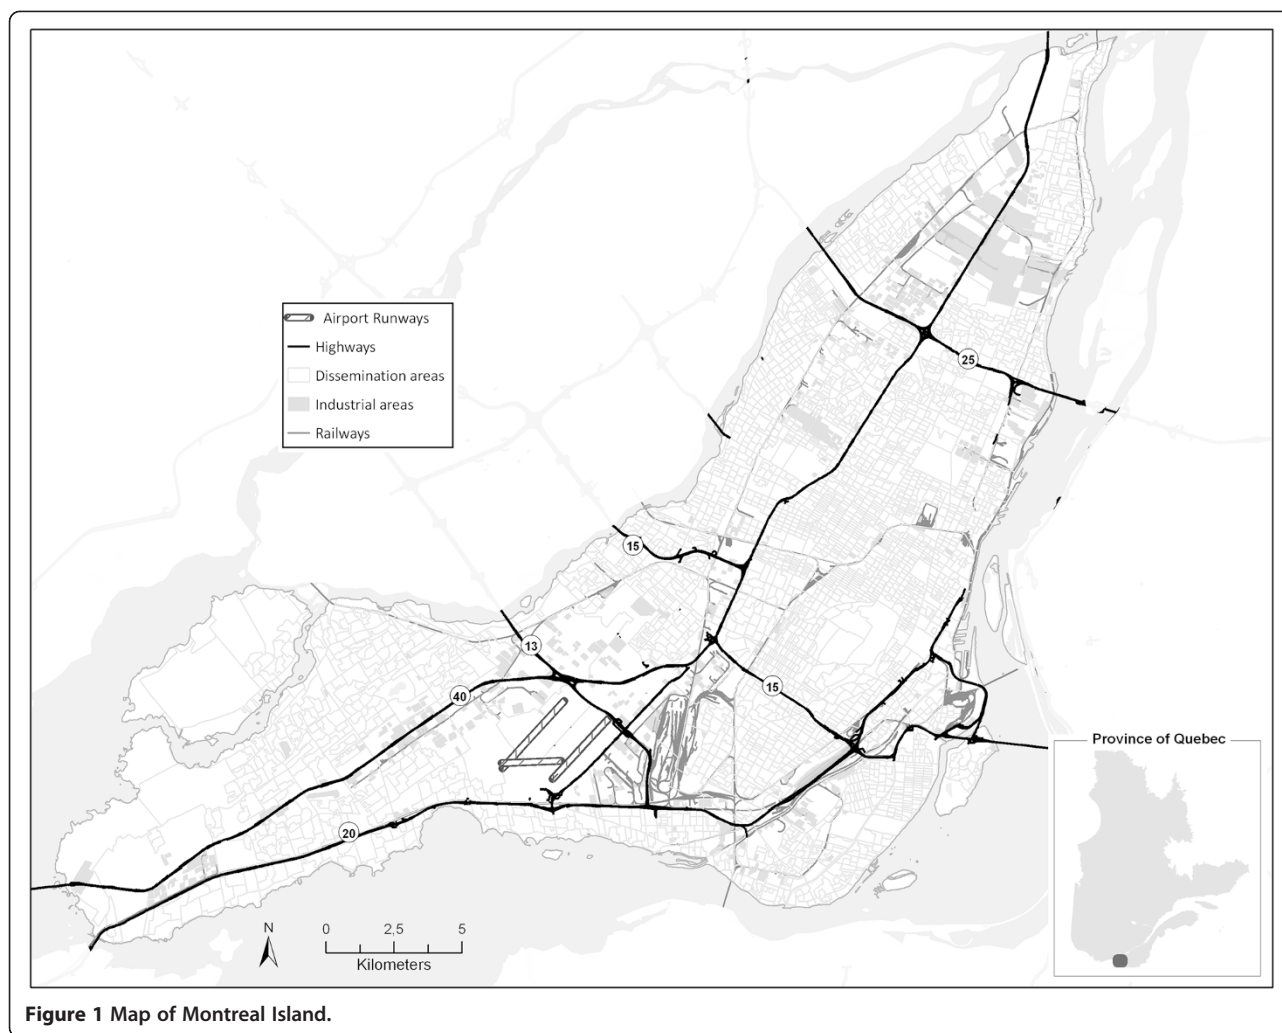 Airport Runways
Highways
Dissemination areas
Industrial areas
Railways
25
15
13
40
15
20
N
0 2,5 5
Kilometers
Province of Quebec
Figure 1 Map of Montreal Island.